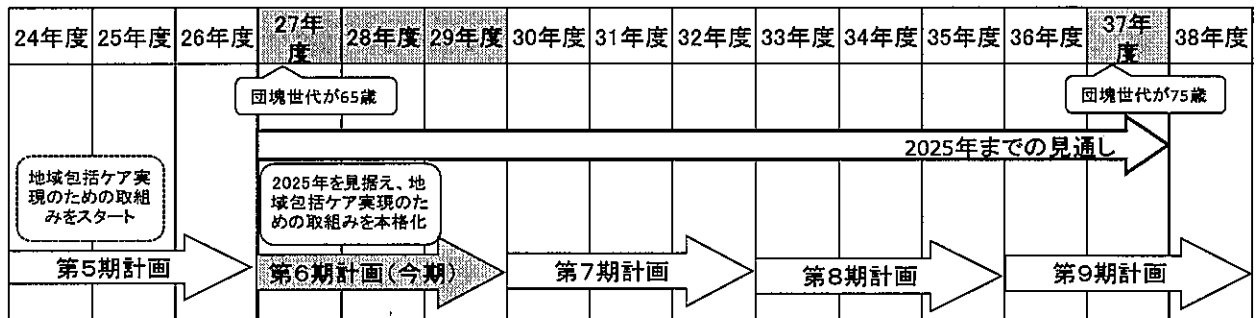 24年度 25年度 26年度 27年度 28年度 29年度 30年度 31年度 32年度 33年度 34年度 35年度 36年度 37年度 38年度
団塊世代が65歳
団塊世代が75歳
2025年までの見通し
地域包括ケア実
現のための取組
みをスタート
2025年を見据え、地
域包括ケア実現のた
めの取組みを本格化
第5期計画
第6期計画(今期)
第7期計画
第8期計画
第9期計画